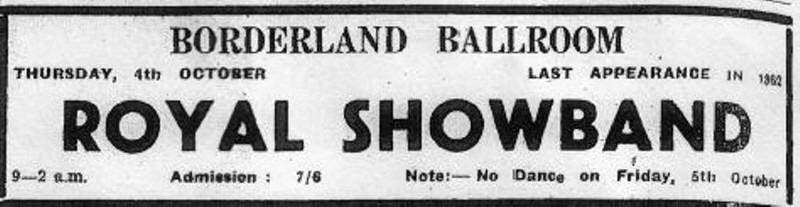 BORDERLAND BALLROOM
THURSDAY, 4th OCTOBER LAST APPEARANCE IN 1962
ROYAL SHOWBAND
9—2 a.m. Admission : 7/6 Note:— No Dance on Friday, 5th October